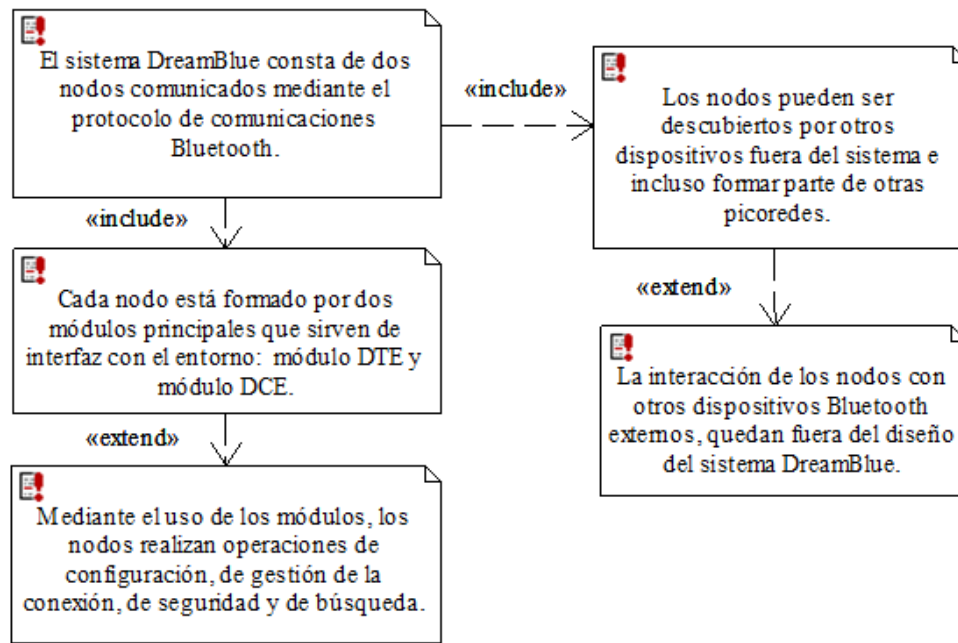 El sistema DreamBlue consta de dos
nodos comunicados mediante el
protocolo de comunicaciones
Bluetooth.
«include»
Los nodos pueden ser
descubiertos por otros
dispositivos fuera del sistema e
incluso formar parte de otras
picoredes.
«include»
Cada nodo está formado por dos
módulos principales que sirven de
interfaz con el entorno: módulo DTE y
módulo DCE.
«extend»
La interacción de los nodos con
otros dispositivos Bluetooth
externos, quedan fuera del diseño
del sistema DreamBlue.
«extend»
Mediante el uso de los módulos, los
nodos realizan operaciones de
configuración, de gestión de la
conexión, de seguridad y de búsqueda.